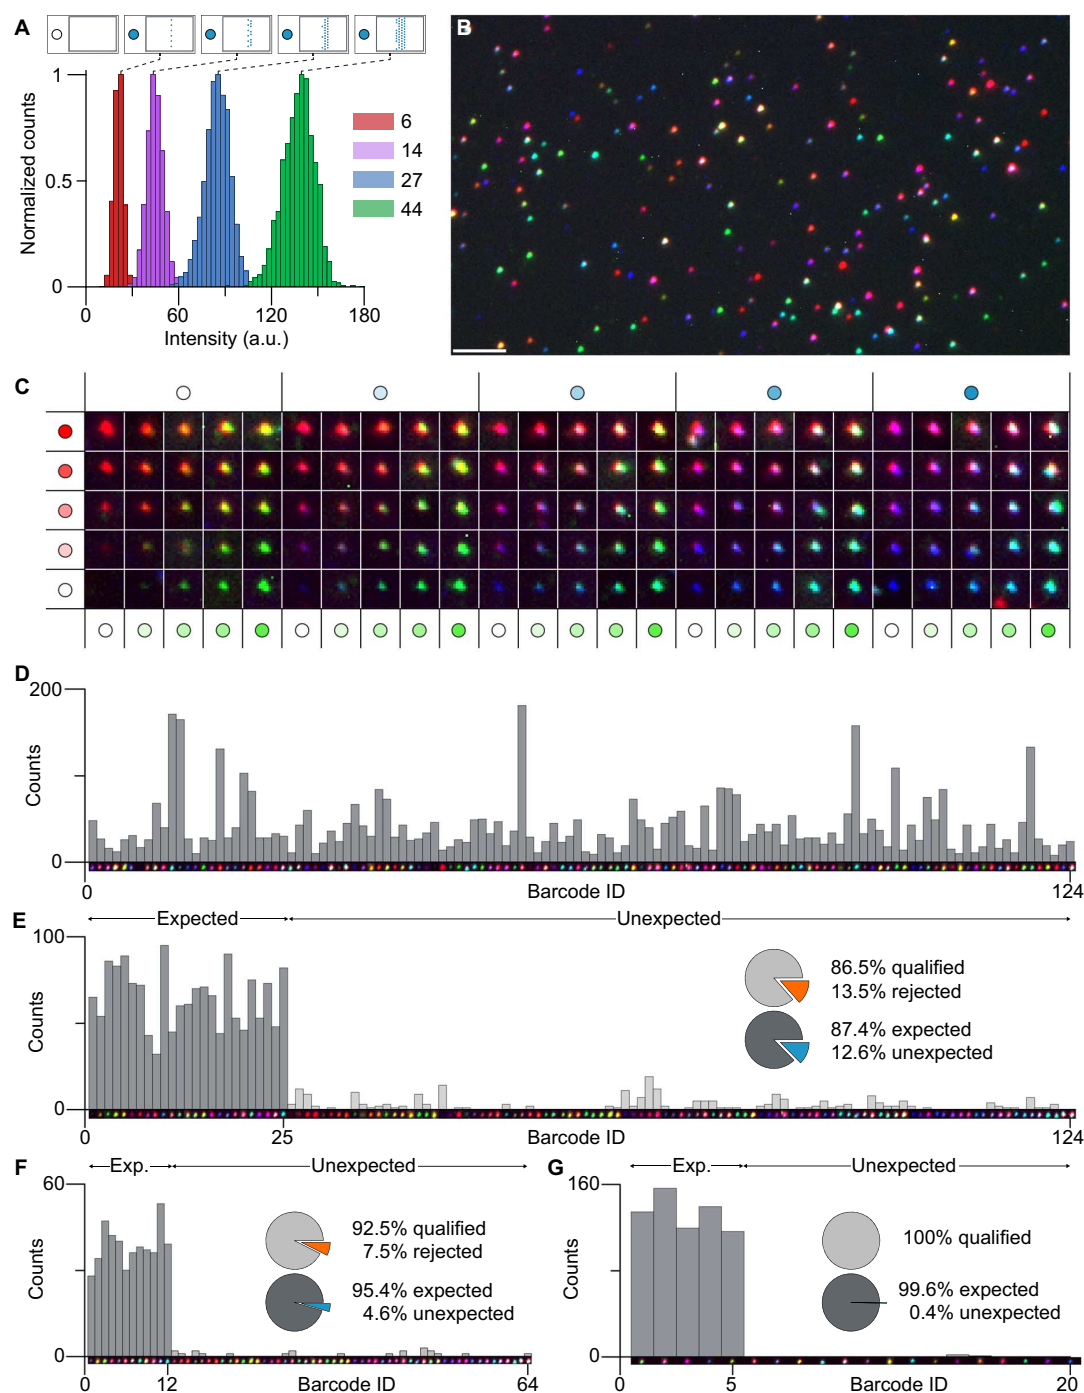 A
B
1
0.5
0
Normalized counts
0
60
120
180
Intensity (a.u.)
6
14
27
44
C
D
200
0
Counts
0
Barcode ID
124
E
Expected
Unexpected
100
0
Counts
86.5% qualified
13.5% rejected
87.4% expected
12.6% unexpected
0
25
Barcode ID
124
F
Exp.
Unexpected
60
0
Counts
92.5% qualified
7.5% rejected
95.4% expected
4.6% unexpected
0
12
Barcode ID
64
G
Exp.
Unexpected
160
0
Counts
100% qualified
99.6% expected
0.4% unexpected
0
5
Barcode ID
20